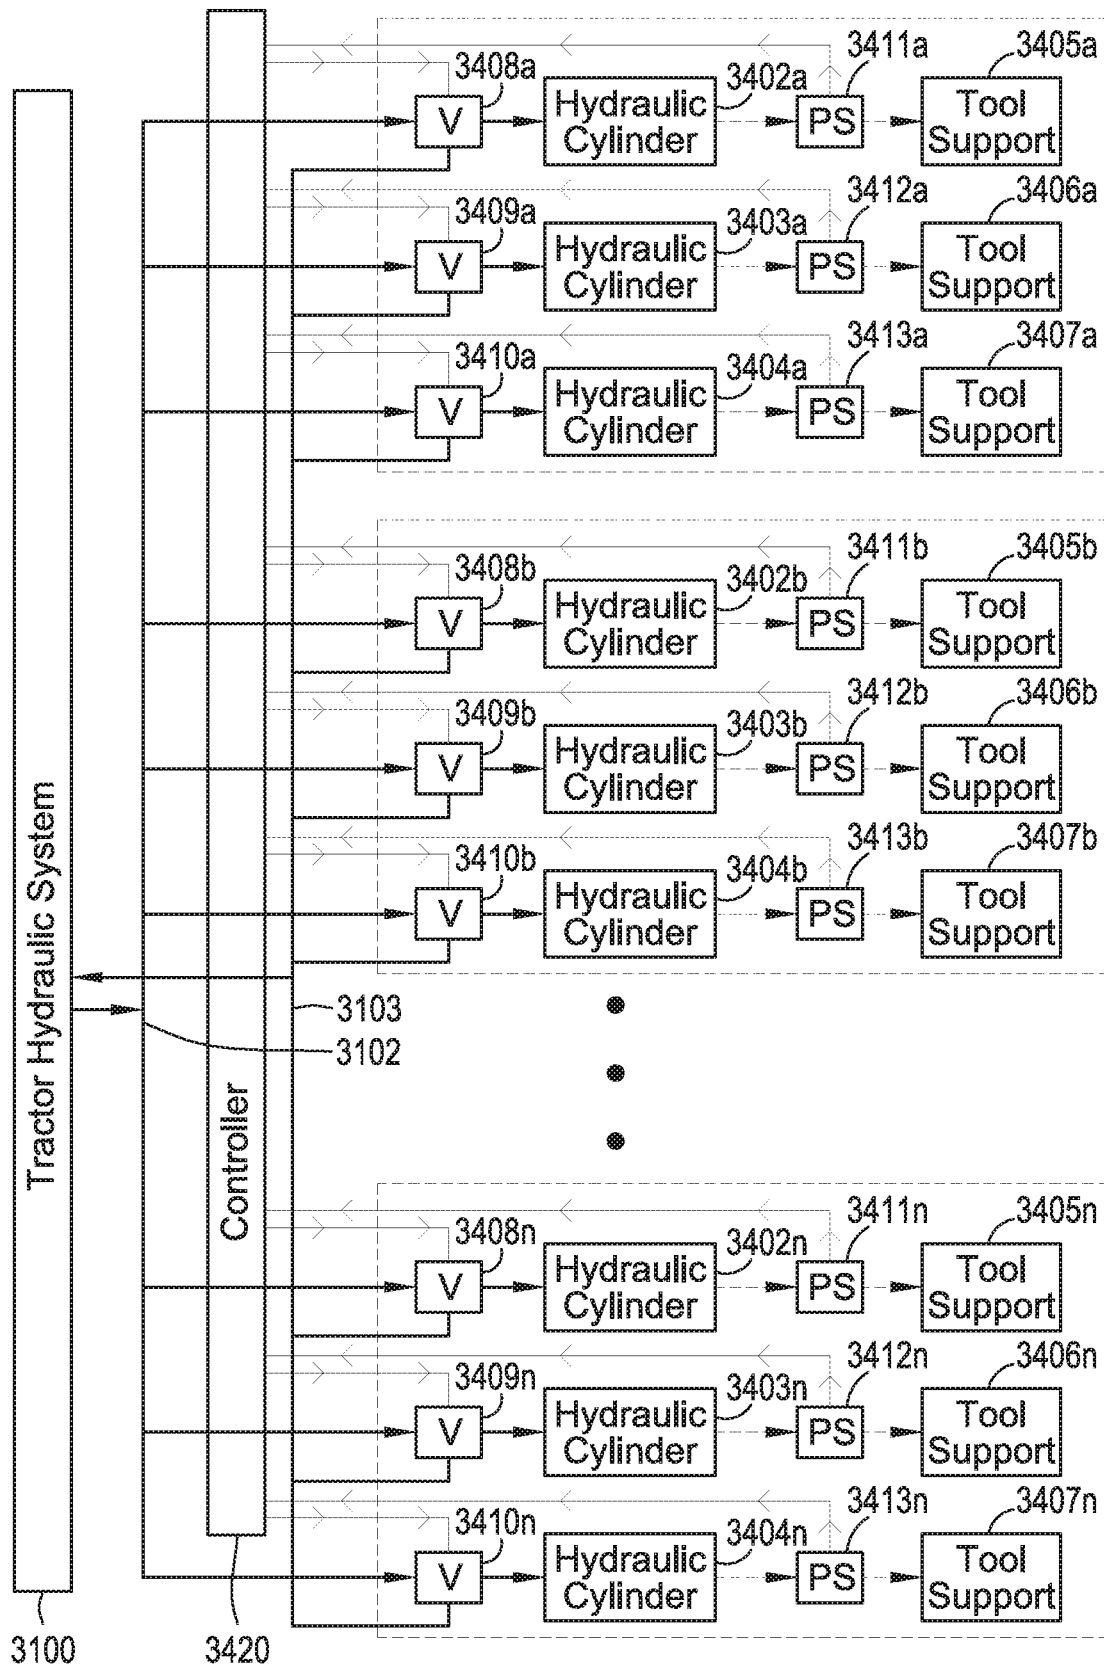 3411a
3405a
3408a
3402a
V
Hydraulic
Cylinder
PS
Tool
Support
3412a
3406a
3409a
3403a
V
Hydraulic
Cylinder
PS
Tool
Support
3413a
3407a
3410a
3404a
V
Hydraulic
Cylinder
PS
Tool
Support
3411b
3405b
3408b
3402b
V
Hydraulic
Cylinder
PS
Tool
Support
3412b
3406b
3409b
3403b
V
Hydraulic
Cylinder
PS
Tool
Support
3413b
3407b
3410b
3404b
V
Hydraulic
Cylinder
PS
Tool
Support
Tractor Hydraulic System
3103
3102
Controller
3411n
3405n
3408n
3402n
V
Hydraulic
Cylinder
PS
Tool
Support
3412n
3406n
3409n
3403n
V
Hydraulic
Cylinder
PS
Tool
Support
3413n
3407n
3410n
3404n
V
Hydraulic
Cylinder
PS
Tool
Support
3100
3420